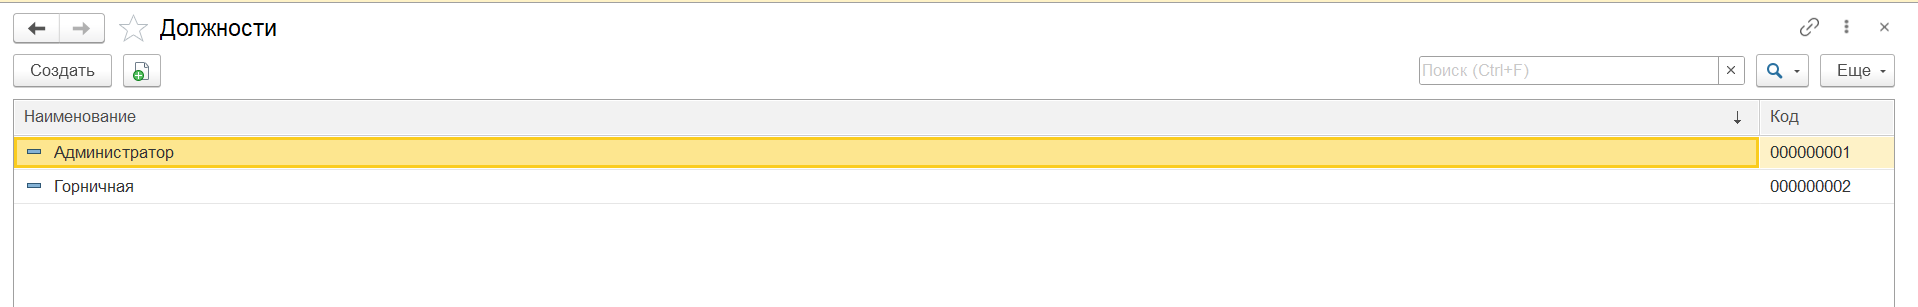 Должности
Создать
Поиск (Ctrl+F)
Еще
Наименование Код
Администратор 000000001
Горничная 000000002